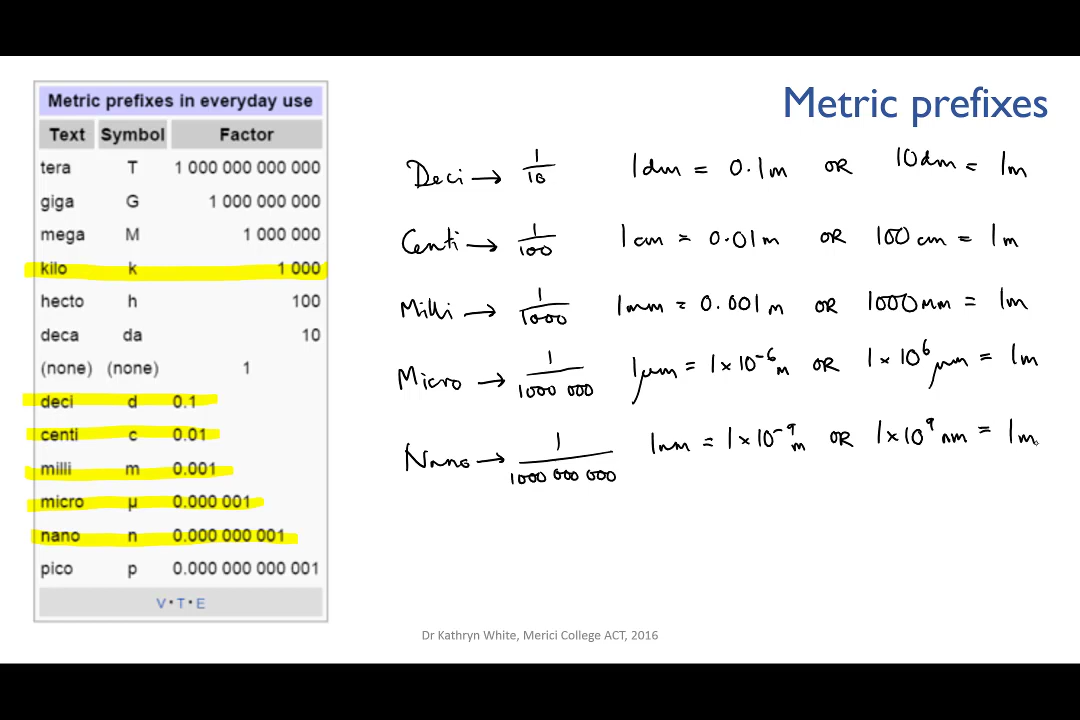 Metric prefixes
Metric prefixes in everyday use
Text Symbol Factor
tera T 1 000 000 000 000
giga G 1 000 000 000
mega M 1 000 000
kilo k 1 000
hecto h 100
deca da 10
(none) (none) 1
deci d 0.1
centi c 0.01
milli m 0.001
micro µ 0.000 001
nano n 0.000 000 001
pico p 0.000 000 000 001
V · T · E
Deci → 1/10 1dm = 0.1m OR 10dm = 1m
Centi → 1/100 1cm = 0.01m OR 100cm = 1m
Milli → 1/1000 1mm = 0.001m OR 1000mm = 1m
Micro → 1/1000 000 1µm = 1×10⁻⁶m OR 1×10⁶µm = 1m
Nano → 1/1000 000 000 1nm = 1×10⁻⁹m OR 1×10⁹nm = 1m
Dr Kathryn White, Merici College ACT, 2016